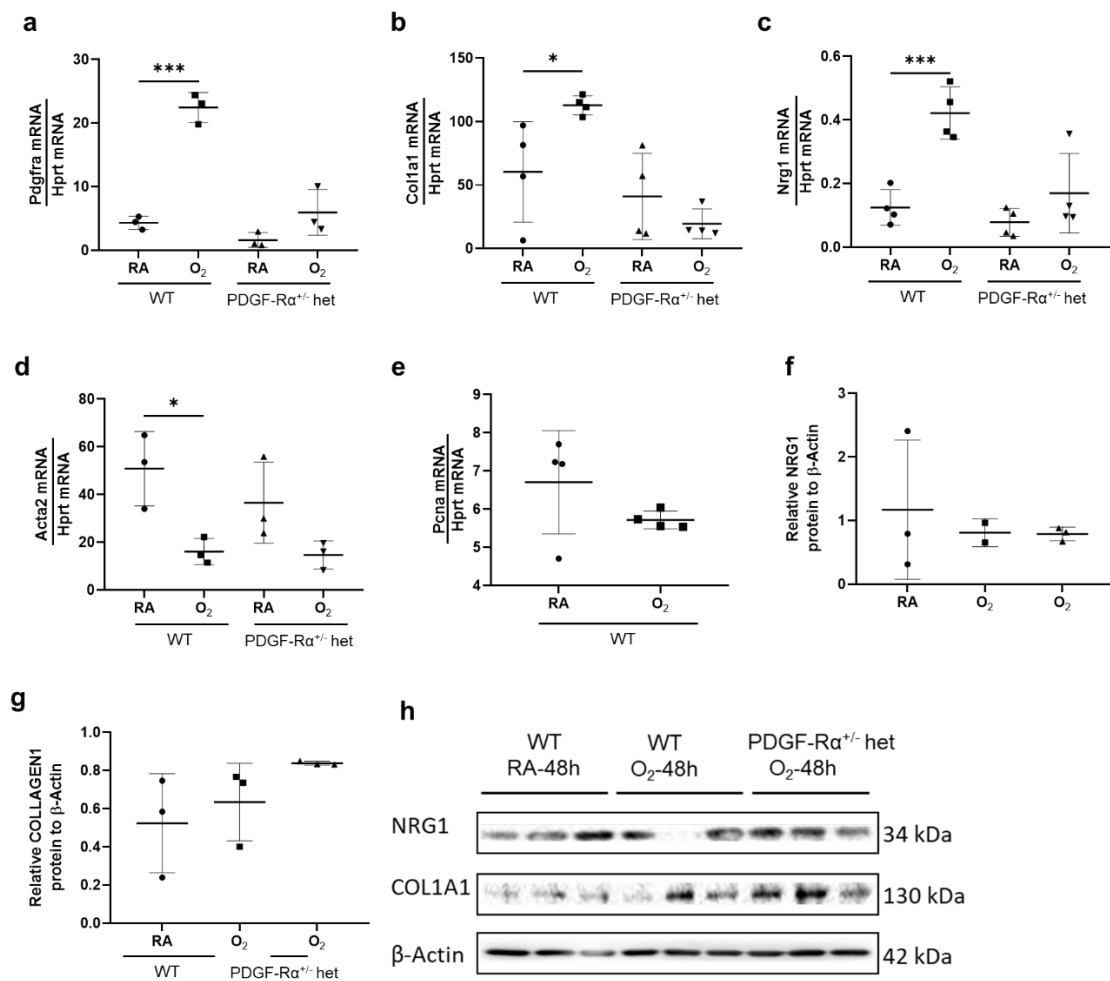 a
Pdgfra mRNA
Hprt mRNA
30
20
10
0
***
RA
O₂
RA
O₂
WT
PDGF-Rα⁺/⁻ het
b
Col1a1 mRNA
Hprt mRNA
150
100
50
0
*
RA
O₂
RA
O₂
WT
PDGF-Rα⁺/⁻ het
c
Nrg1 mRNA
Hprt mRNA
0.6
0.4
0.2
0.0
***
RA
O₂
RA
O₂
WT
PDGF-Rα⁺/⁻ het
d
Acta2 mRNA
Hprt mRNA
80
60
40
20
0
*
RA
O₂
RA
O₂
WT
PDGF-Rα⁺/⁻ het
e
Pcna mRNA
Hprt mRNA
9
8
7
6
5
4
RA
O₂
WT
f
Relative NRG1
protein to β-Actin
3
2
1
0
RA
O₂
O₂
g
Relative COLLAGEN1
protein to β-Actin
1.0
0.8
0.6
0.4
0.2
0.0
RA
O₂
O₂
WT
PDGF-Rα⁺/⁻ het
h
WT
RA-48h
WT
O₂-48h
PDGF-Rα⁺/⁻ het
O₂-48h
NRG1
34 kDa
COL1A1
130 kDa
β-Actin
42 kDa